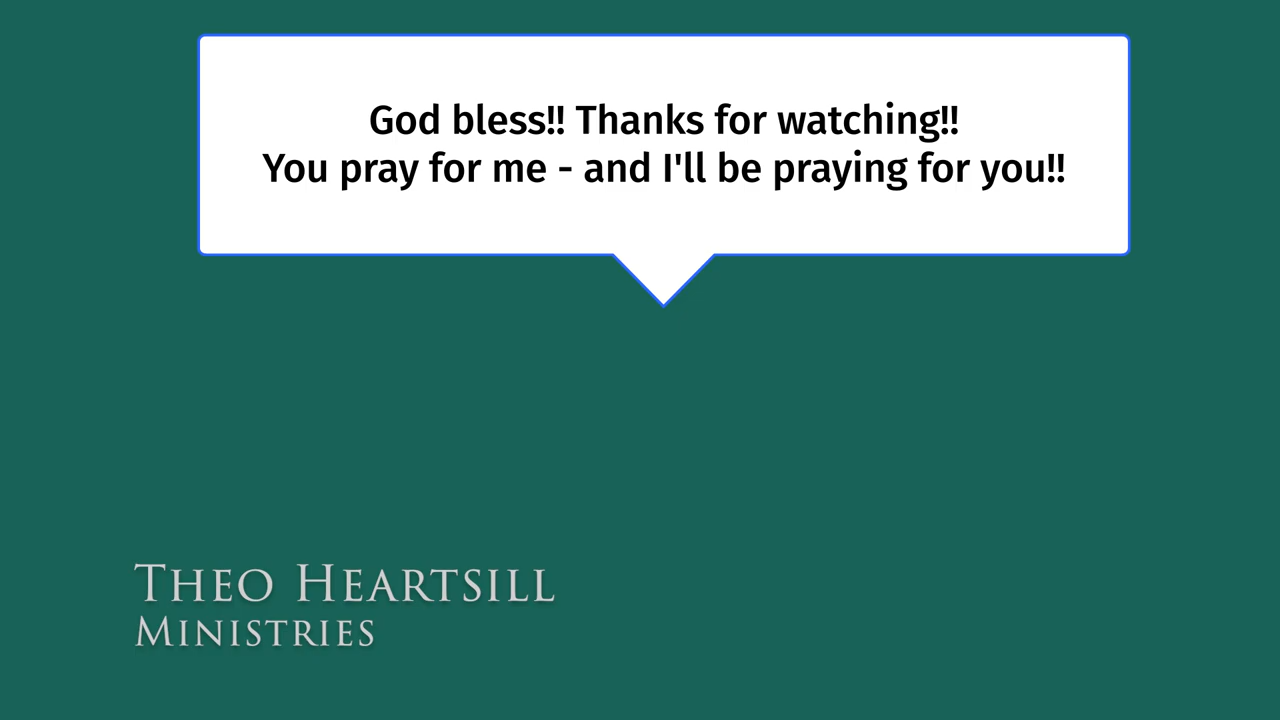 God bless!! Thanks for watching!!
You pray for me - and I'll be praying for you!!
Theo Heartsill
Ministries